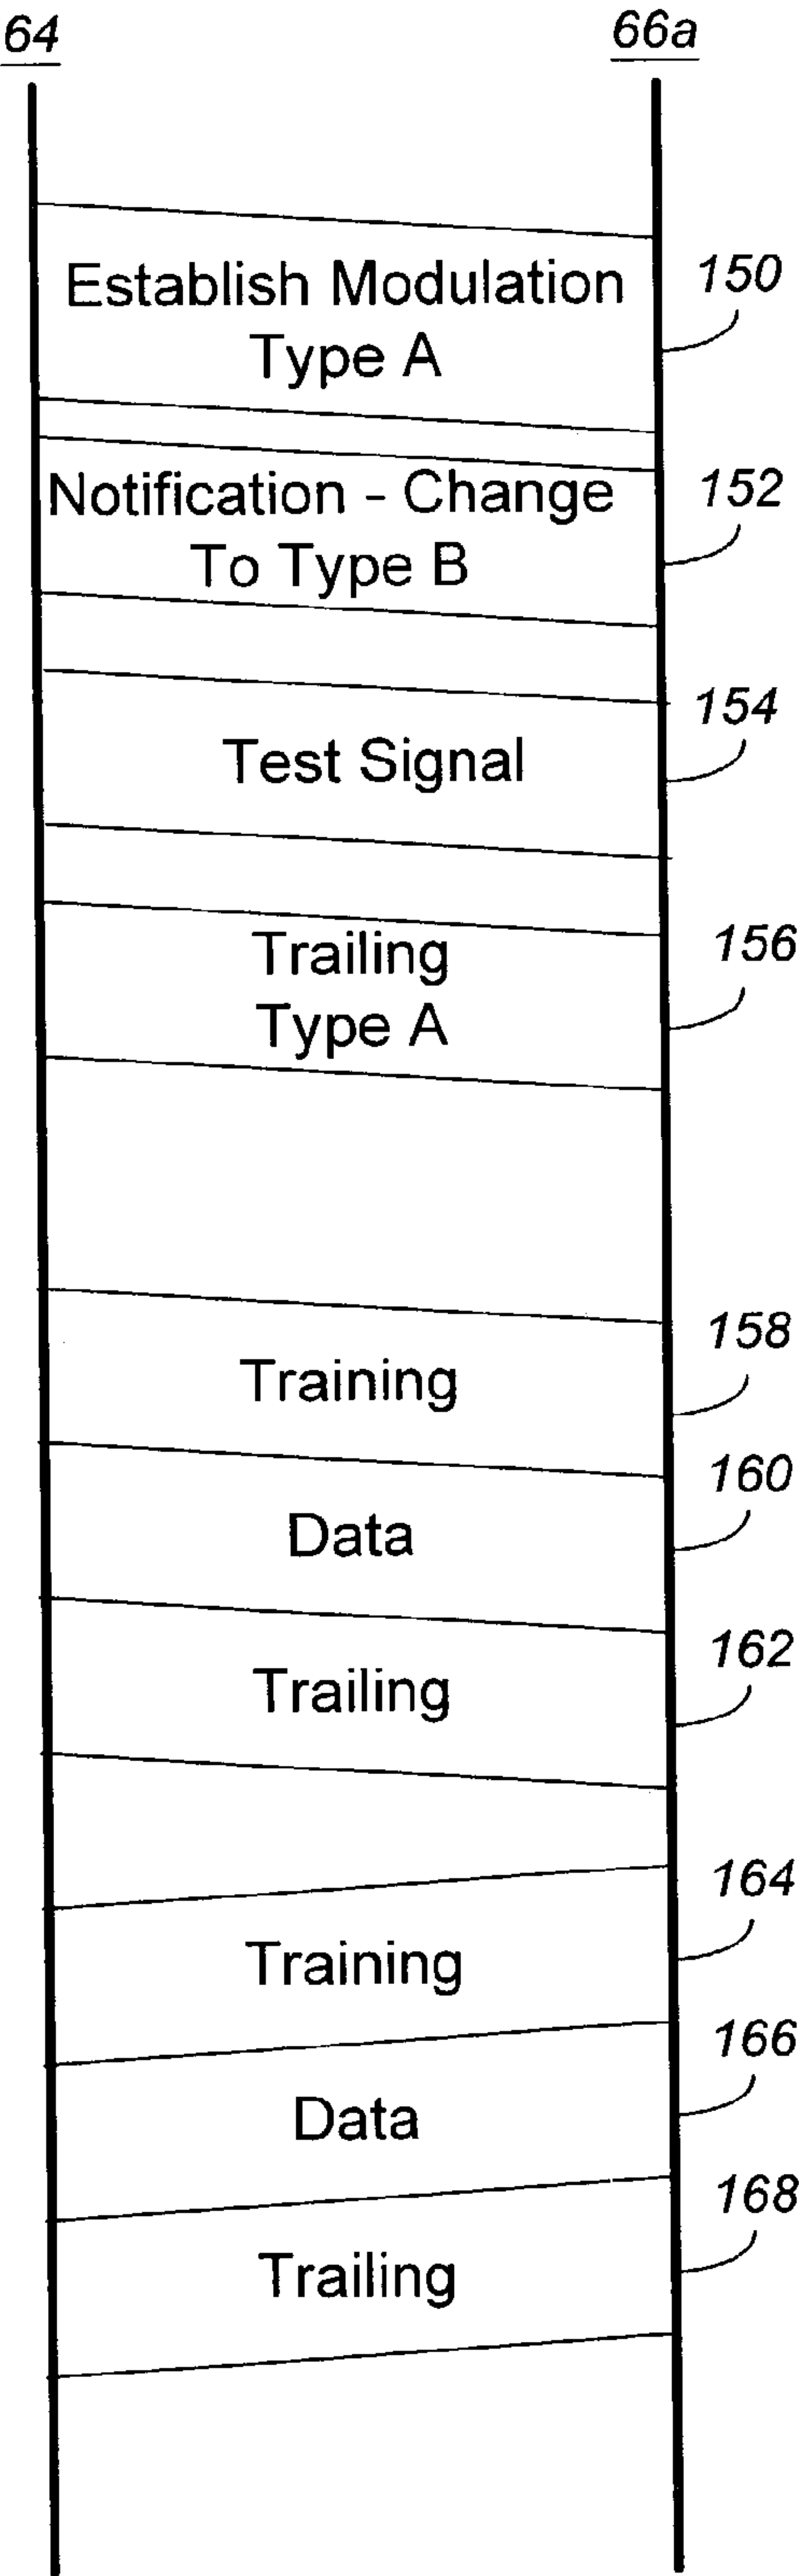 64
66a
Establish Modulation
Type A
150
Notification - Change
To Type B
152
Test Signal
154
Trailing
Type A
156
Training
158
Data
160
Trailing
162
Training
164
Data
166
Trailing
168